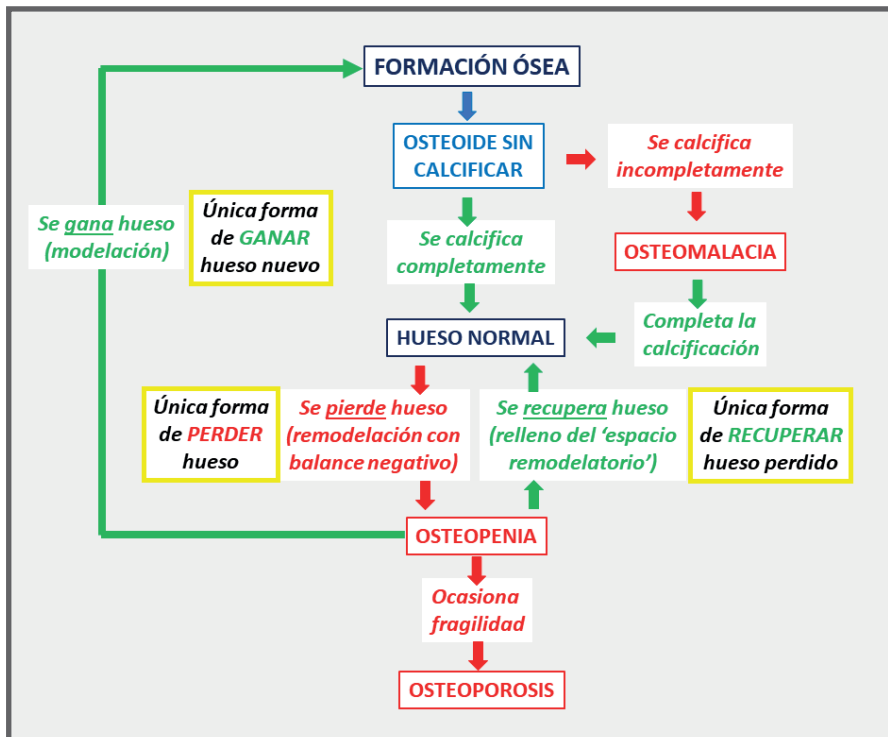 FORMACIÓN ÓSEA
OSTEOIDE SIN
CALCIFICAR
Se calcifica
incompletamente
Se gana hueso
(modelación)
Única forma
de GANAR
hueso nuevo
Se calcifica
completamente
OSTEOMALACIA
HUESO NORMAL
Completa la
calcificación
Única forma
de PERDER
hueso
Se pierde hueso
(remodelación con
balance negativo)
Se recupera hueso
(relleno del ‘espacio
remodelatorio’)
Única forma
de RECUPERAR
hueso perdido
OSTEOPENIA
Ocasiona
fragilidad
OSTEOPOROSIS